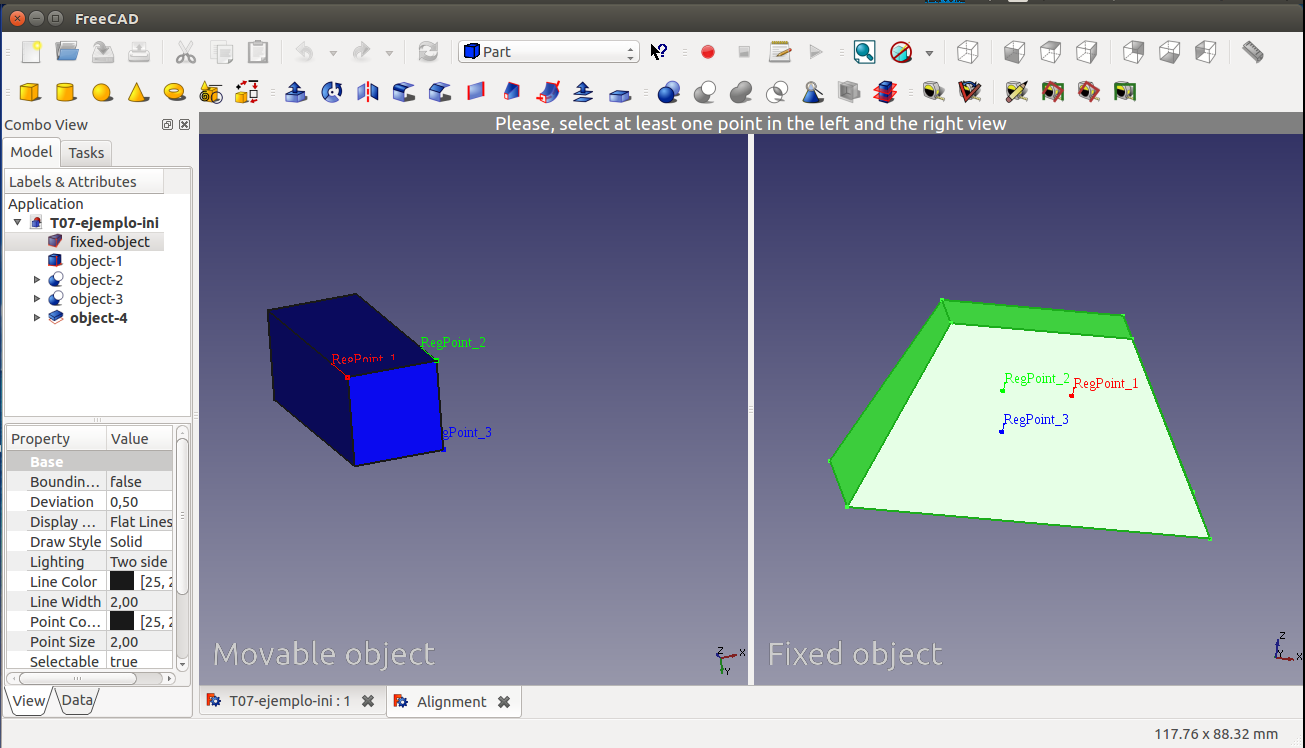 FreeCAD
Part
Combo View
Please, select at least one point in the left and the right view
Model
Tasks
Labels & Attributes
Application
T07-ejemplo-ini
fixed-object
object-1
object-2
object-3
object-4
RegPoint_1
RegPoint_2
gPoint_3
RegPoint_2
RegPoint_1
RegPoint_3
Property Value
Base
Boundin... false
Deviation 0,50
Display ... Flat Lines
Draw Style Solid
Lighting Two side
Line Color [25, 2
Line Width 2,00
Point Co... [25, 2
Point Size 2,00
Selectable true
View
Data
Movable object
Z X Y
Fixed object
Z X
T07-ejemplo-ini : 1
Alignment
117.76 x 88.32 mm